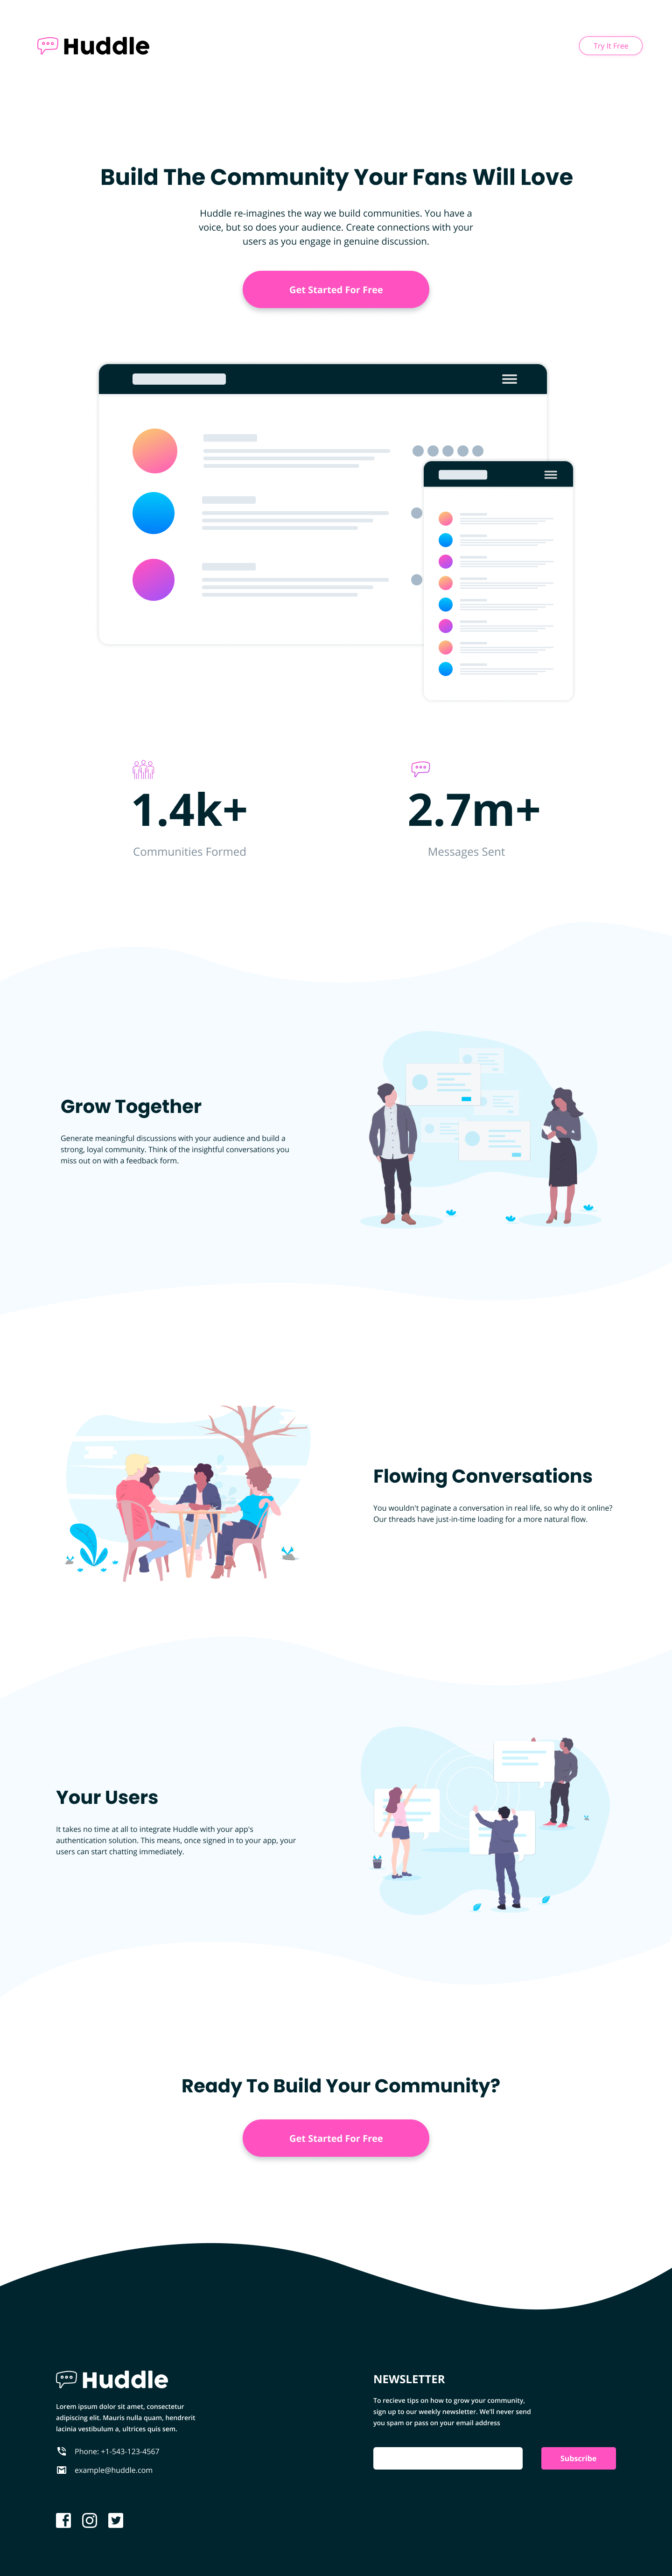 Huddle
Try It Free
Build The Community Your Fans Will Love
Huddle re-imagines the way we build communities. You have a
voice, but so does your audience. Create connections with your
users as you engage in genuine discussion.
Get Started For Free
1.4k+
Communities Formed
2.7m+
Messages Sent
Grow Together
Generate meaningful discussions with your audience and build a
strong, loyal community. Think of the insightful conversations you
miss out on with a feedback form.
Flowing Conversations
You wouldn't paginate a conversation in real life, so why do it online?
Our threads have just-in-time loading for a more natural flow.
Your Users
It takes no time at all to integrate Huddle with your app's
authentication solution. This means, once signed in to your app, your
users can start chatting immediately.
Ready To Build Your Community?
Get Started For Free
Huddle
Lorem ipsum dolor sit amet, consectetur
adipiscing elit. Mauris nulla quam, hendrerit
lacinia vestibulum a, ultrices quis sem.
Phone: +1-543-123-4567
example@huddle.com
NEWSLETTER
To recieve tips on how to grow your community,
sign up to our weekly newsletter. We'll never send
you spam or pass on your email address
Subscribe